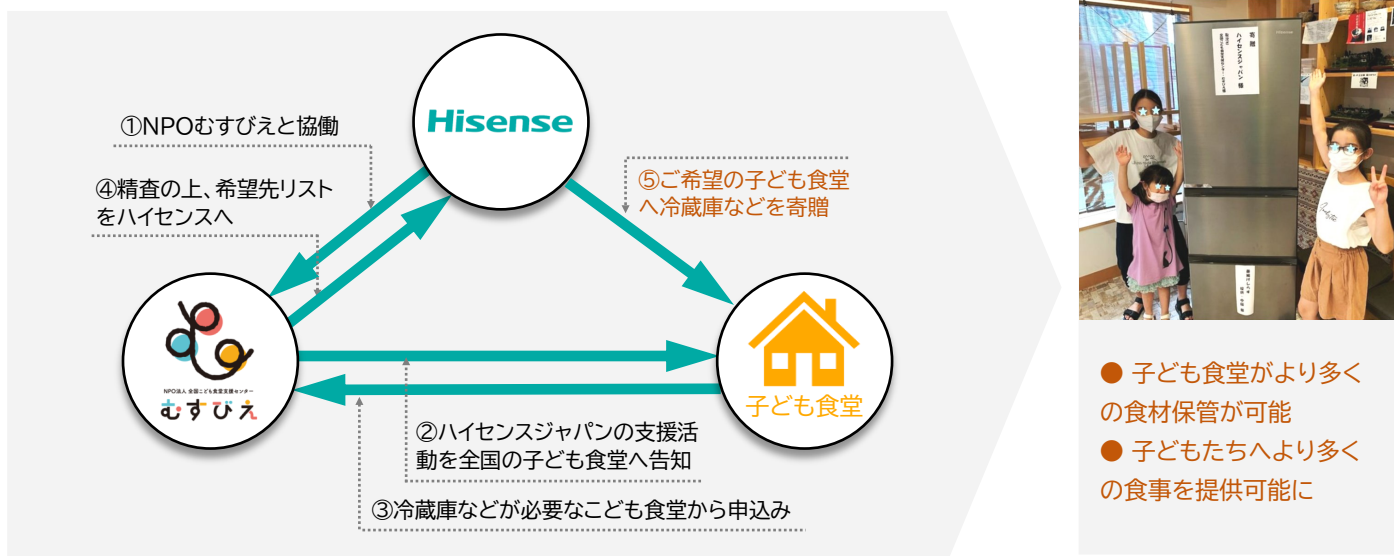 Hisense
①NPOむすびえと協働
④精査の上、希望先リスト
をハイセンスへ
⑤ご希望の子ども食堂
へ冷蔵庫などを寄贈
NPO法人 全国こども食堂支援センター
むすびえ
子ども食堂
②ハイセンスジャパンの支援活
動を全国の子ども食堂へ告知
③冷蔵庫などが必要なこども食堂から申込み
寄贈
ハイセンスジャパン 様
Hisense
● 子ども食堂がより多く
の食材保管が可能
● 子どもたちへより多く
の食事を提供可能に